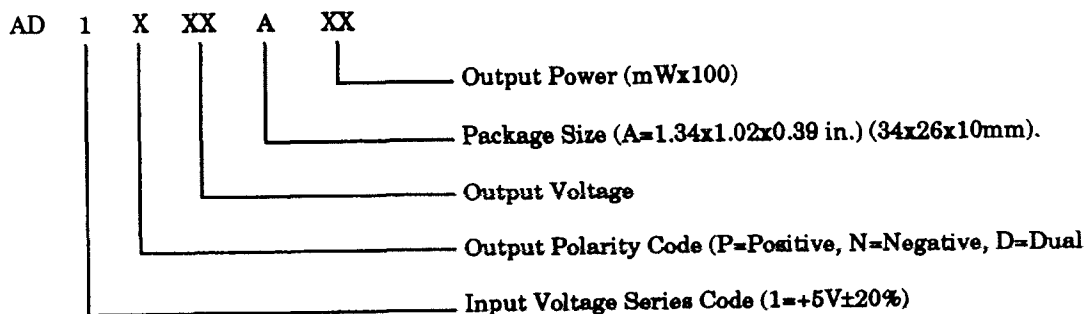 AD 1 X XX A XX
Output Power (mWx100)
Package Size (A=1.34x1.02x0.39 in.) (34x26x10mm).
Output Voltage
Output Polarity Code (P=Positive, N=Negative, D=Dual
Input Voltage Series Code (1=+5V±20%)